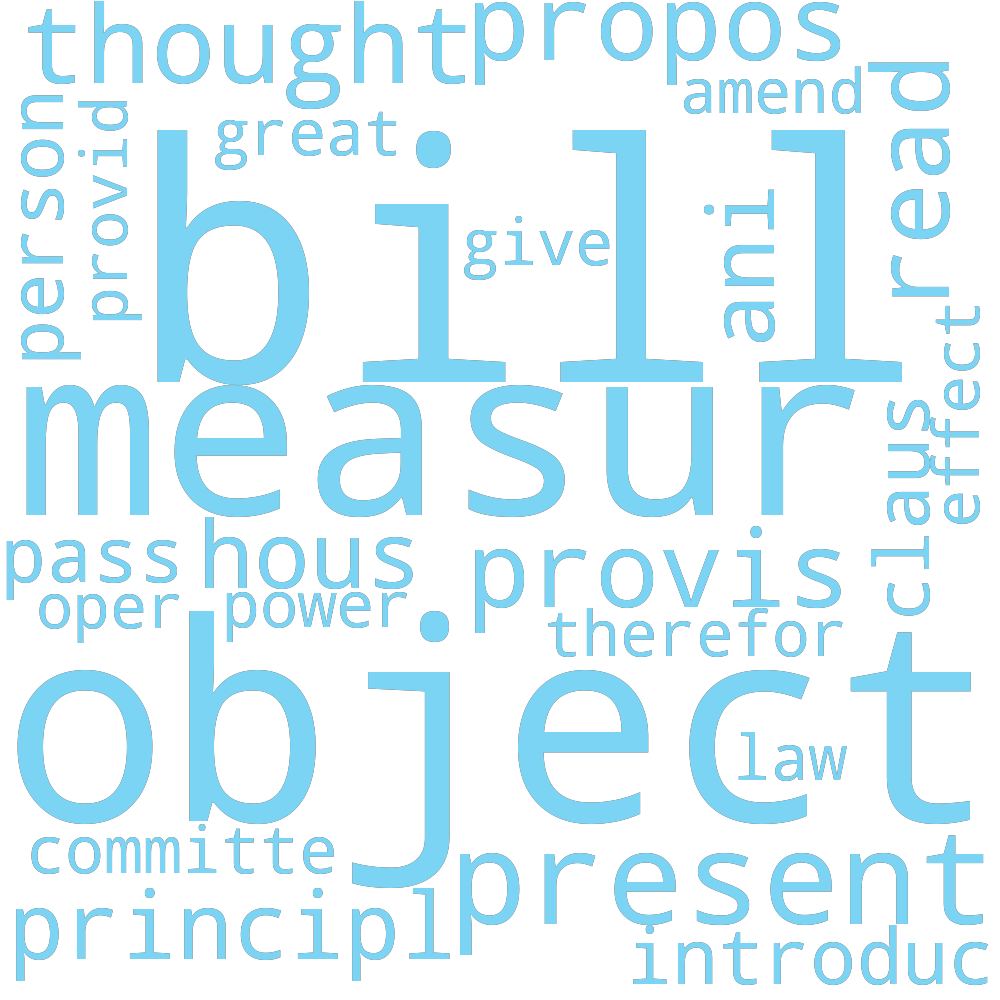 thought
propos
amend
great
person
provid
read
bill
give
ani
effect
measur
claus
pass
hous
provis
oper
power
therefor
object
law
committe
present
principl
introduc